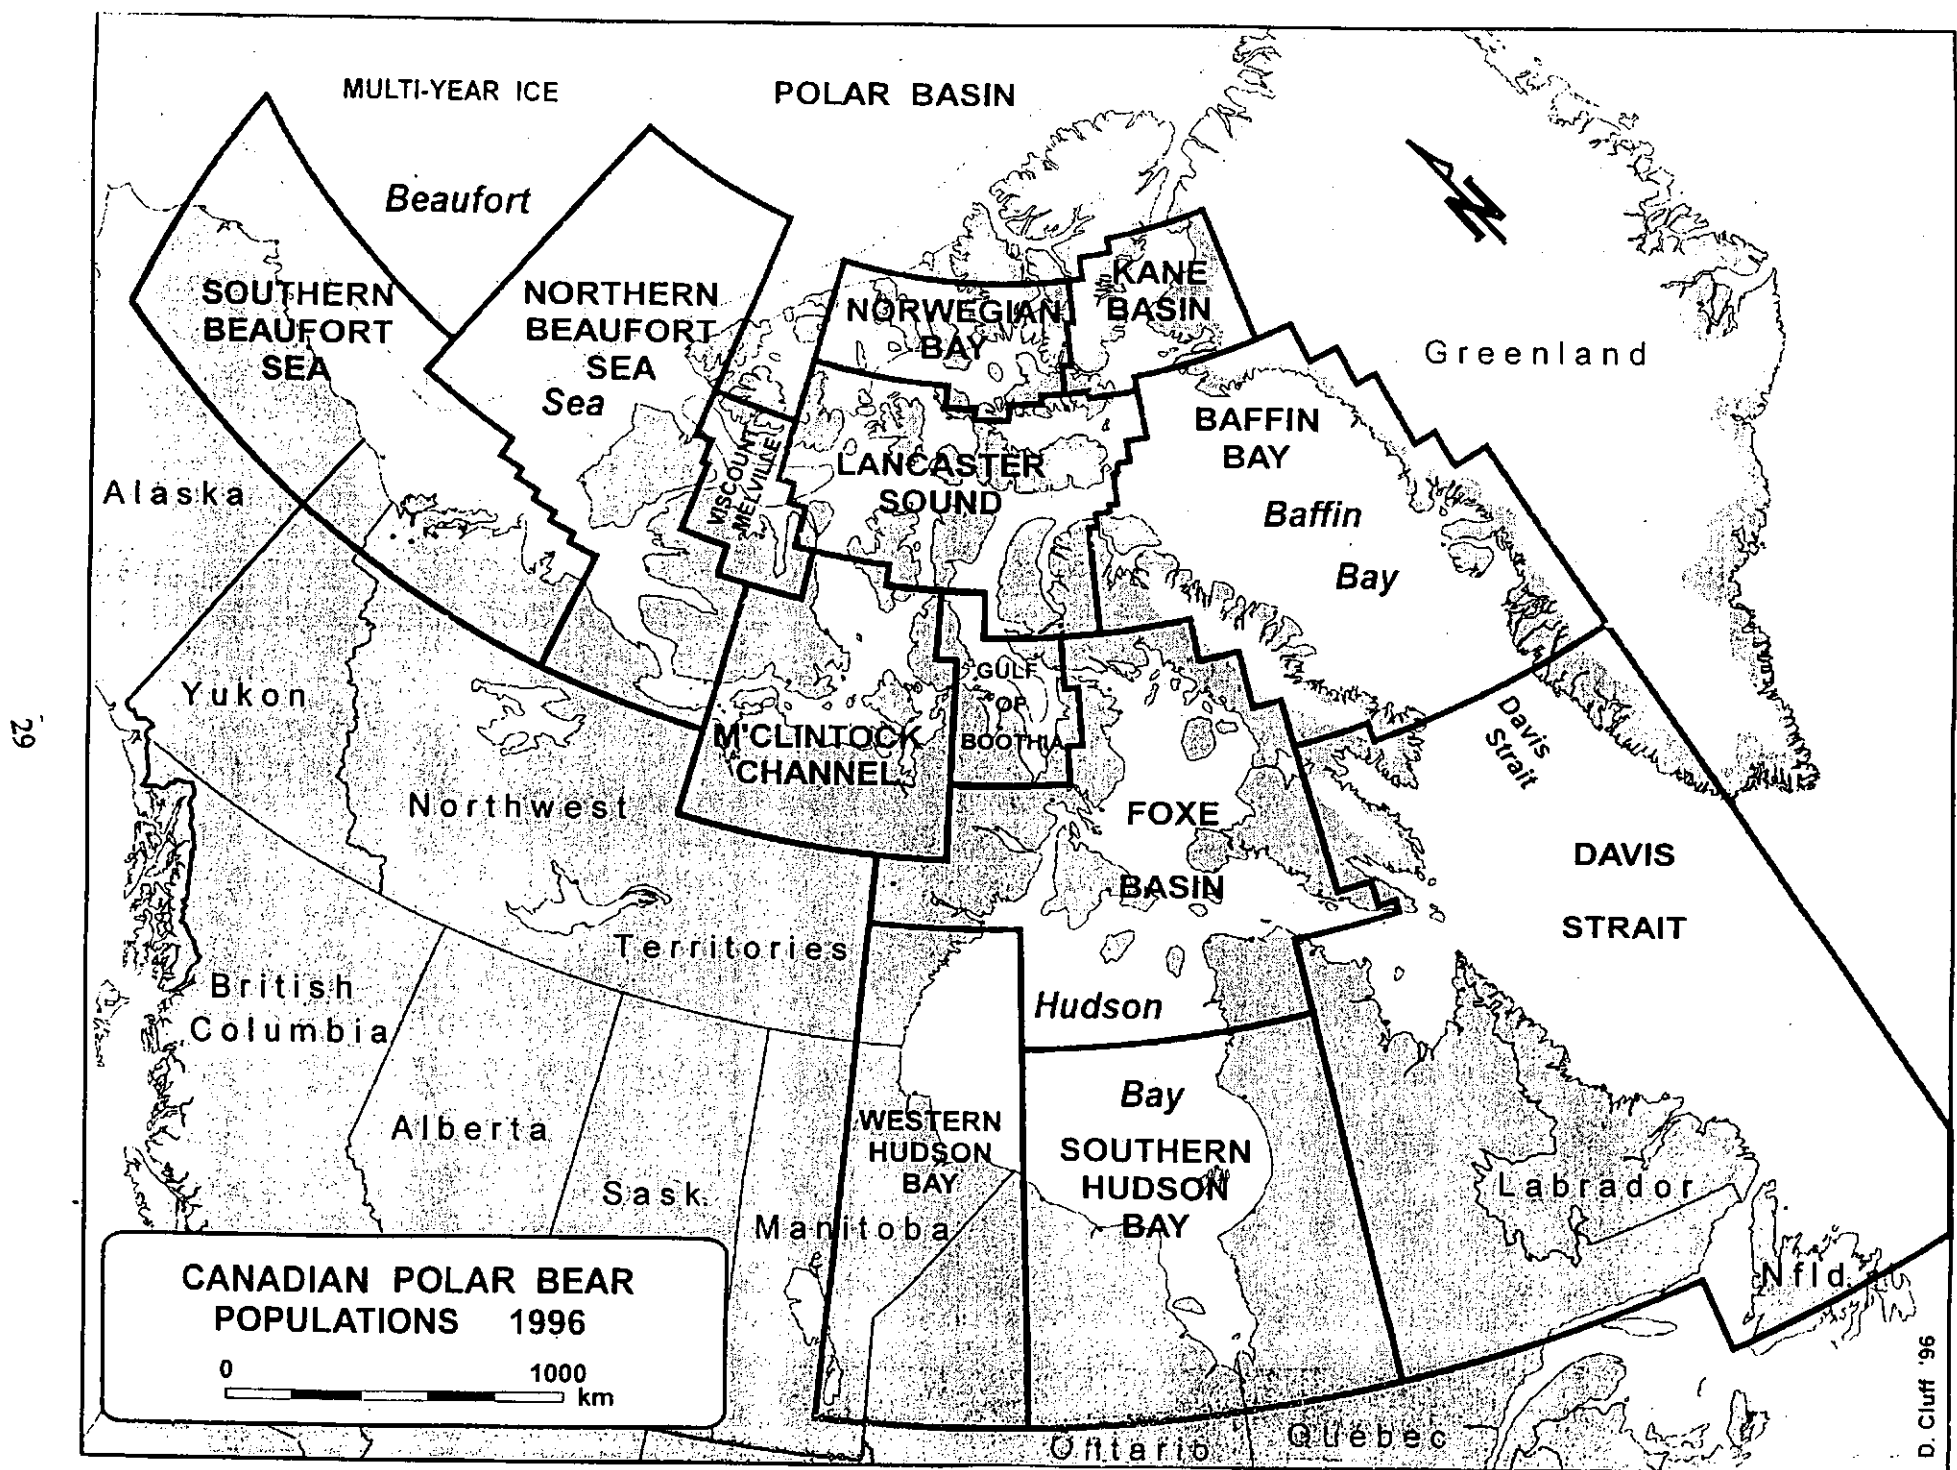 MULTI-YEAR ICE
POLAR BASIN
Beaufort
SOUTHERN
BEAUFORT
SEA
NORTHERN
BEAUFORT
SEA
Sea
NORWEGIAN
BAY
KANE
BASIN
Greenland
VISCOUNT
MELVILLE
LANCASTER
SOUND
BAFFIN
BAY
Baffin
Bay
Alaska
Yukon
GULF
OF
BOOTHIA
M'CLINTOCK
CHANNEL
Davis
Strait
29
Northwest
Territories
FOXE
BASIN
DAVIS
STRAIT
British
Columbia
Hudson
Bay
Alberta
WESTERN
HUDSON
BAY
SOUTHERN
HUDSON
BAY
Sask.
Manitoba
Labrador
Nfld.
Ontario
Québec
CANADIAN POLAR BEAR
POPULATIONS 1996
0 1000
km
D. Cluff '96
N